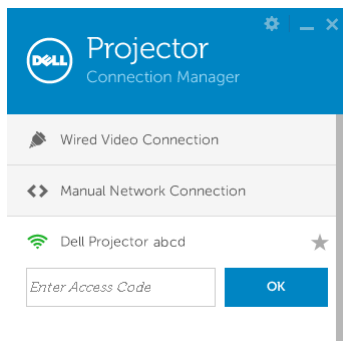 DELL
Projector
Connection Manager
Wired Video Connection
Manual Network Connection
Dell Projector abcd
Enter Access Code
OK